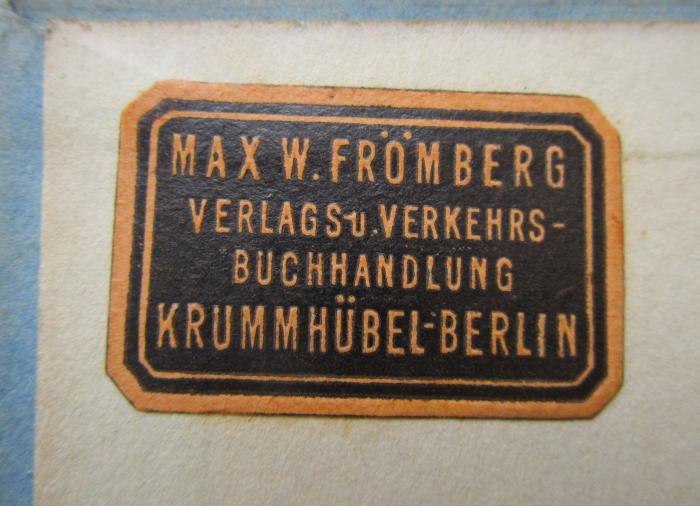 MAX W. FRÖMBERG
VERLAGS-U. VERKEHRS-
BUCHHANDLUNG
KRUMMHÜBEL-BERLIN